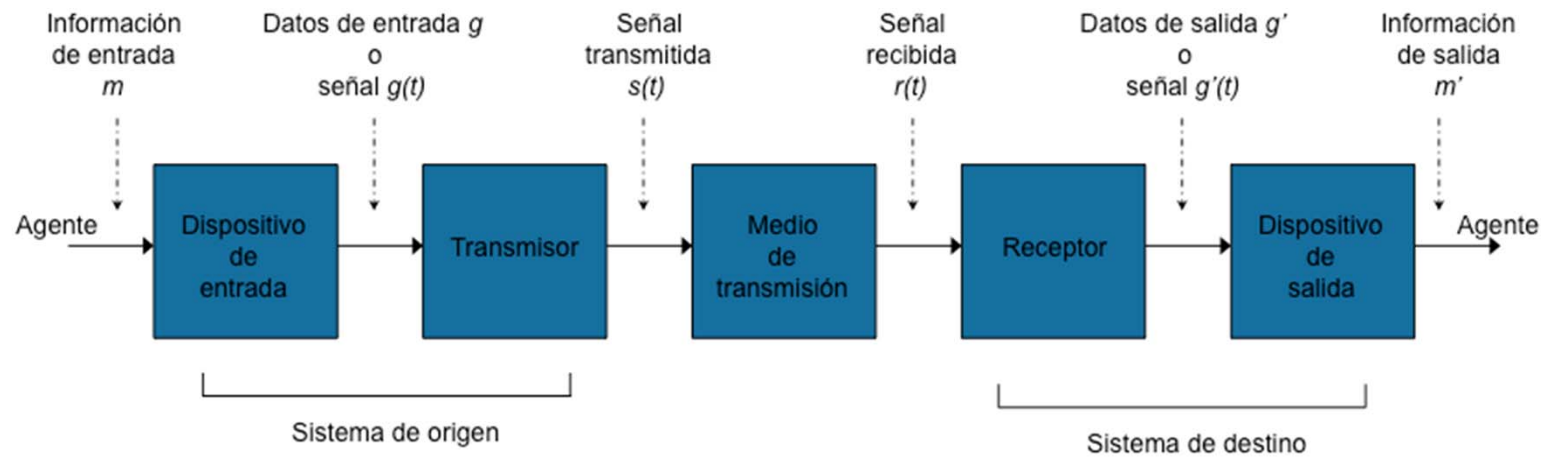 Información
de entrada
m
Datos de entrada g
o
señal g(t)
Señal
transmitida
s(t)
Señal
recibida
r(t)
Datos de salida g’
o
señal g’(t)
Información
de salida
m’
Agente
Dispositivo
de
entrada
Transmisor
Medio
de
transmisión
Receptor
Dispositivo
de
salida
Agente
Sistema de origen
Sistema de destino